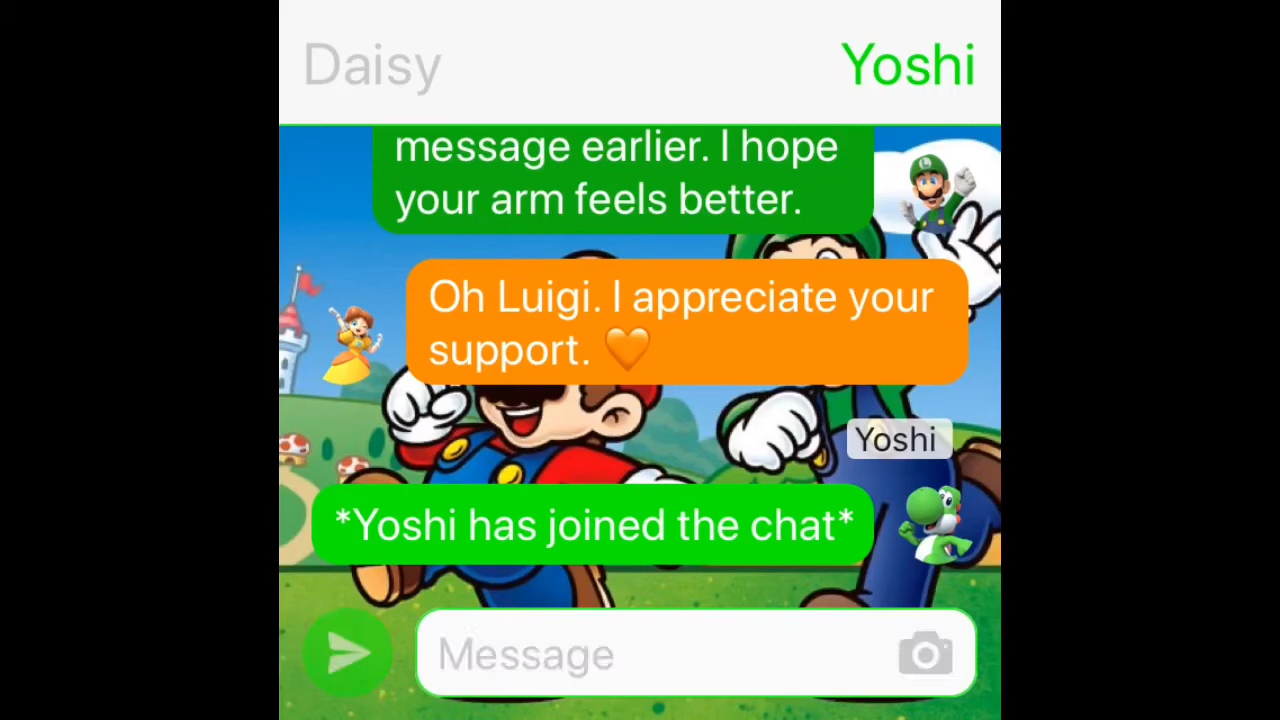 Daisy
Yoshi
message earlier. I hope
your arm feels better.
Oh Luigi. I appreciate your
support. 🧡
Yoshi
*Yoshi has joined the chat*
Message